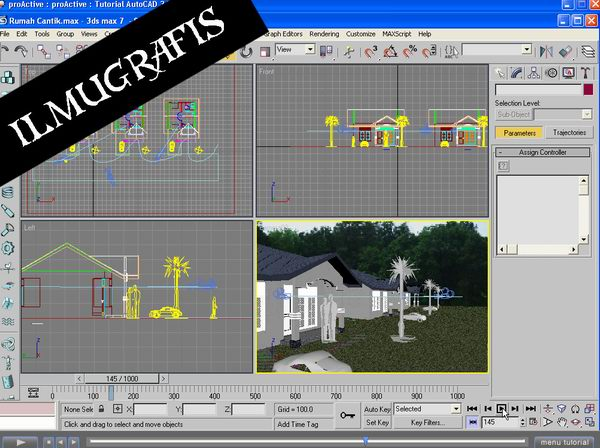 proActive : proActive : Tutorial AutoCAD
Rumah Cantik.max - 3ds max 7
File Edit Tools Group Views
Graph Editors Rendering Customize MAXScript Help
View
ILMUGRAFIS
Front
Left
Selection Level:
Sub-Object
Parameters
Trajectories
Assign Controller
145 / 1000
0
100
200
300
400
500
600
700
800
900
1000
None Selec
X:
Y:
Z:
Grid = 100.0
Auto Key
Selected
Click and drag to select and move objects
Add Time Tag
Set Key
Key Filters...
145
menu tutorial